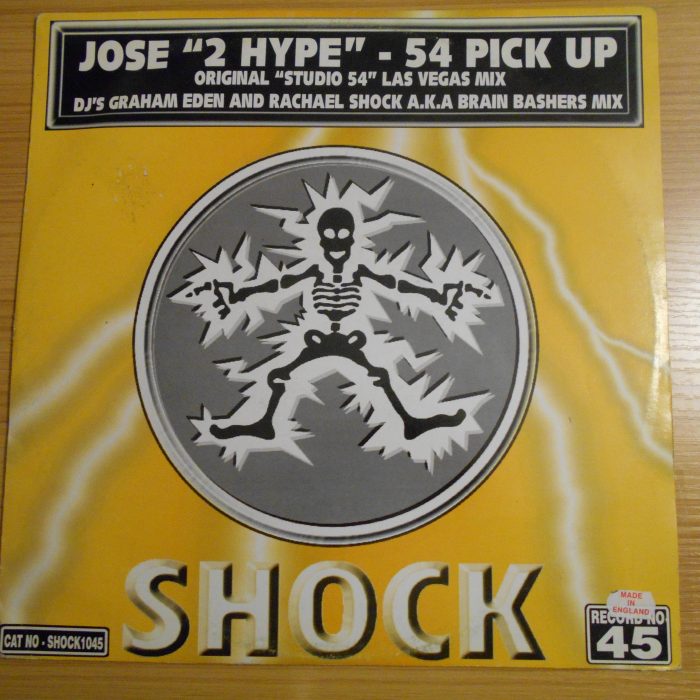 JOSE "2 HYPE" - 54 PICK UP
ORIGINAL "STUDIO 54" LAS VEGAS MIX
DJ'S GRAHAM EDEN AND RACHAEL SHOCK A.K.A BRAIN BASHERS MIX
SHOCK
CAT NO - SHOCK1045
MADE
IN
ENGLAND
RECORD NO
45